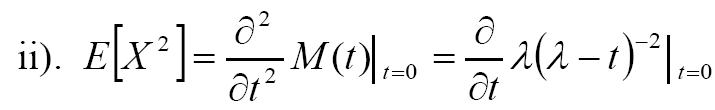 ii). E[X²] = ∂²/∂t² M(t)|ₜ₌₀ = ∂/∂t λ(λ – t)⁻²|ₜ₌₀